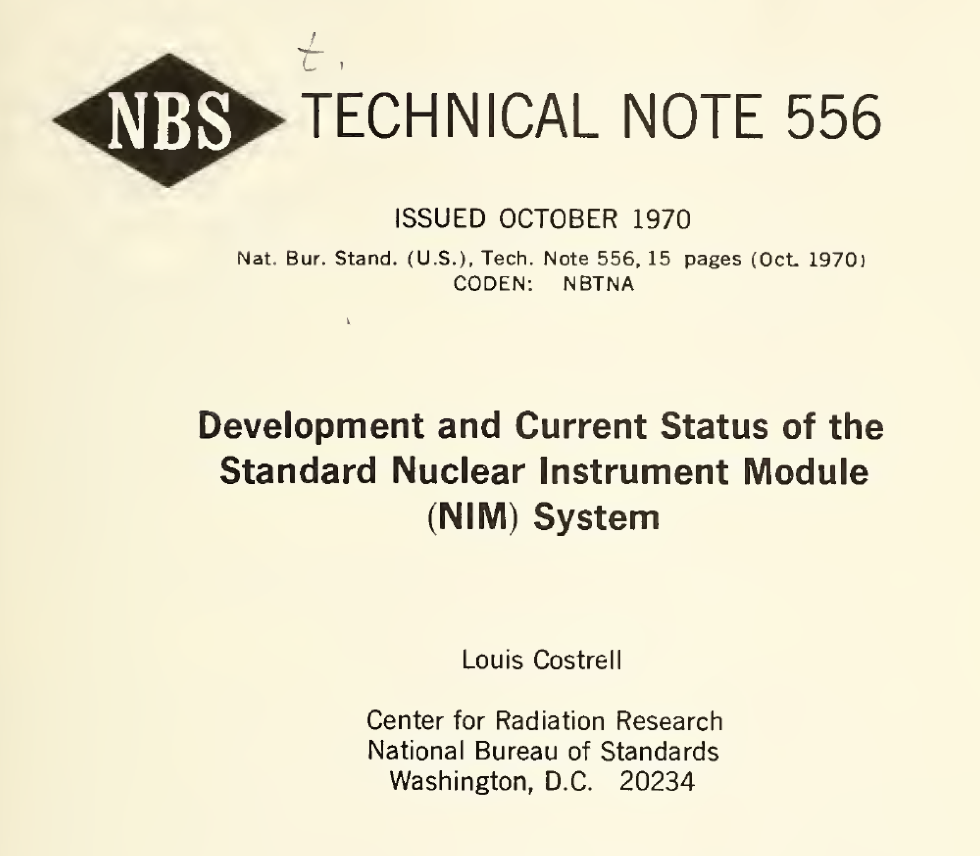 t.
NBS TECHNICAL NOTE 556
ISSUED OCTOBER 1970
Nat. Bur. Stand. (U.S.), Tech. Note 556, 15 pages (Oct. 1970)
CODEN: NBTNA
Development and Current Status of the
Standard Nuclear Instrument Module
(NIM) System
Louis Costrell
Center for Radiation Research
National Bureau of Standards
Washington, D.C. 20234